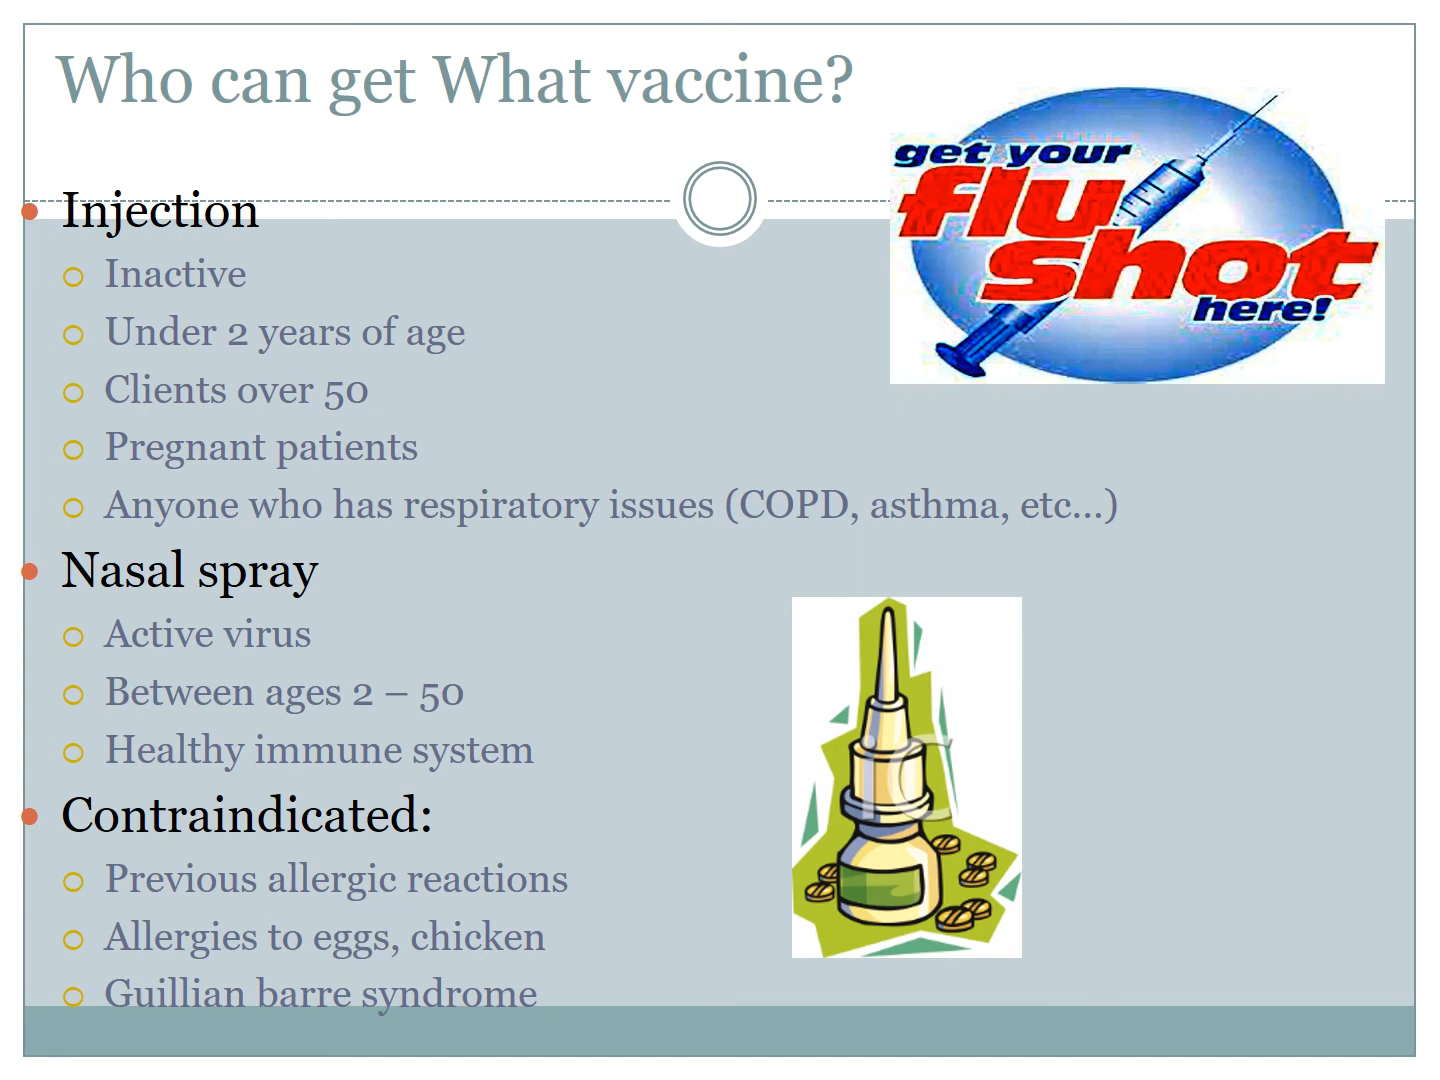 Who can get What vaccine?
get your
flu
shot
here!
Injection
Inactive
Under 2 years of age
Clients over 50
Pregnant patients
Anyone who has respiratory issues (COPD, asthma, etc...)
Nasal spray
Active virus
Between ages 2 – 50
Healthy immune system
Contraindicated:
Previous allergic reactions
Allergies to eggs, chicken
Guillian barre syndrome